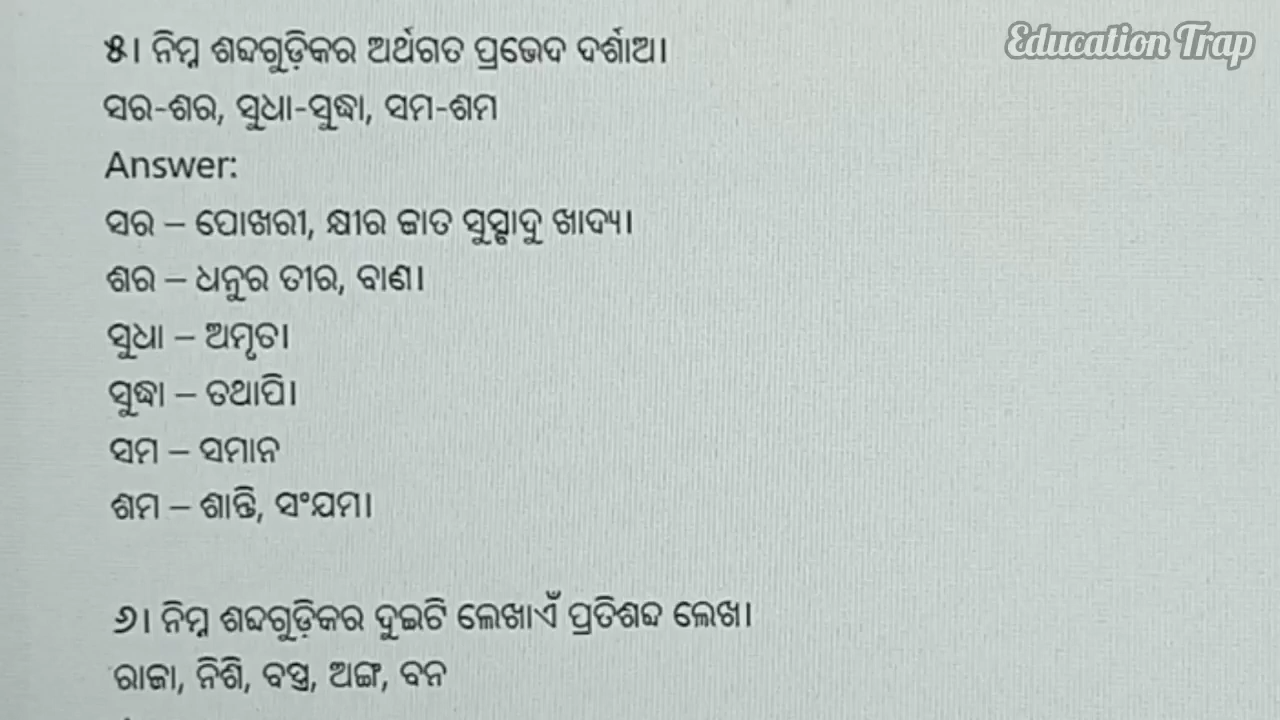 Education Trap
୫। ନିମ୍ନ ଶବ୍ଦଗୁଡ଼ିକର ଅର୍ଥଗତ ପ୍ରଭେଦ ଦର୍ଶାଅ।
ସର-ଶର, ସୁଧା-ସୁଦ୍ଧା, ସମ-ଶମ
Answer:
ସର – ପୋଖରୀ, କ୍ଷୀର ଜାତ ସୁସ୍ବାଦୁ ଖାଦ୍ୟ।
ଶର – ଧନୁର ତୀର, ବାଣ।
ସୁଧା – ଅମୃତ।
ସୁଦ୍ଧା – ତଥାପି।
ସମ – ସମାନ
ଶମ – ଶାନ୍ତି, ସଂଯମ।
୬। ନିମ୍ନ ଶବ୍ଦଗୁଡ଼ିକର ଦୁଇଟି ଲେଖାଏଁ ପ୍ରତିଶବ୍ଦ ଲେଖ।
ରାଜା, ନିଶି, ବସ୍ତ୍ର, ଅଙ୍ଗ, ବନ